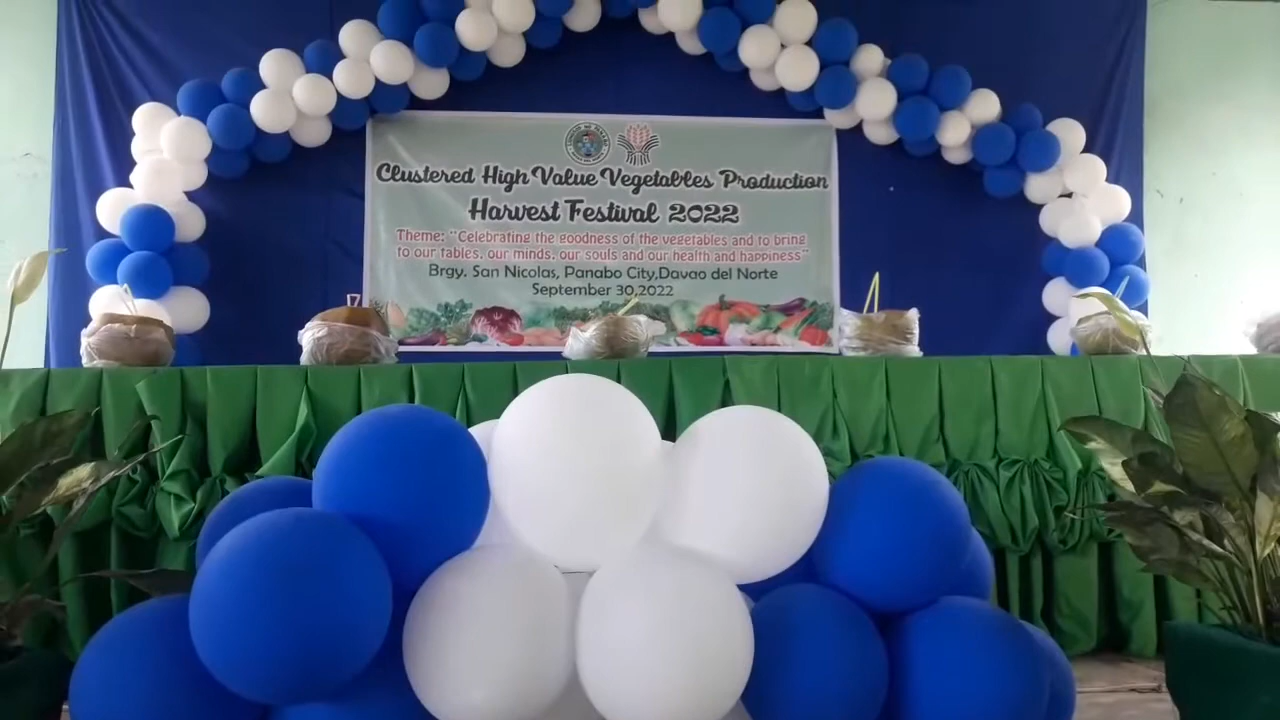 Clustered High Value Vegetables Production
Harvest Festival 2022
Theme: "Celebrating the goodness of the vegetables and to bring
to our tables, our minds, our souls and our health and happiness"
Brgy. San Nicolas, Panabo City,Davao del Norte
September 30,2022